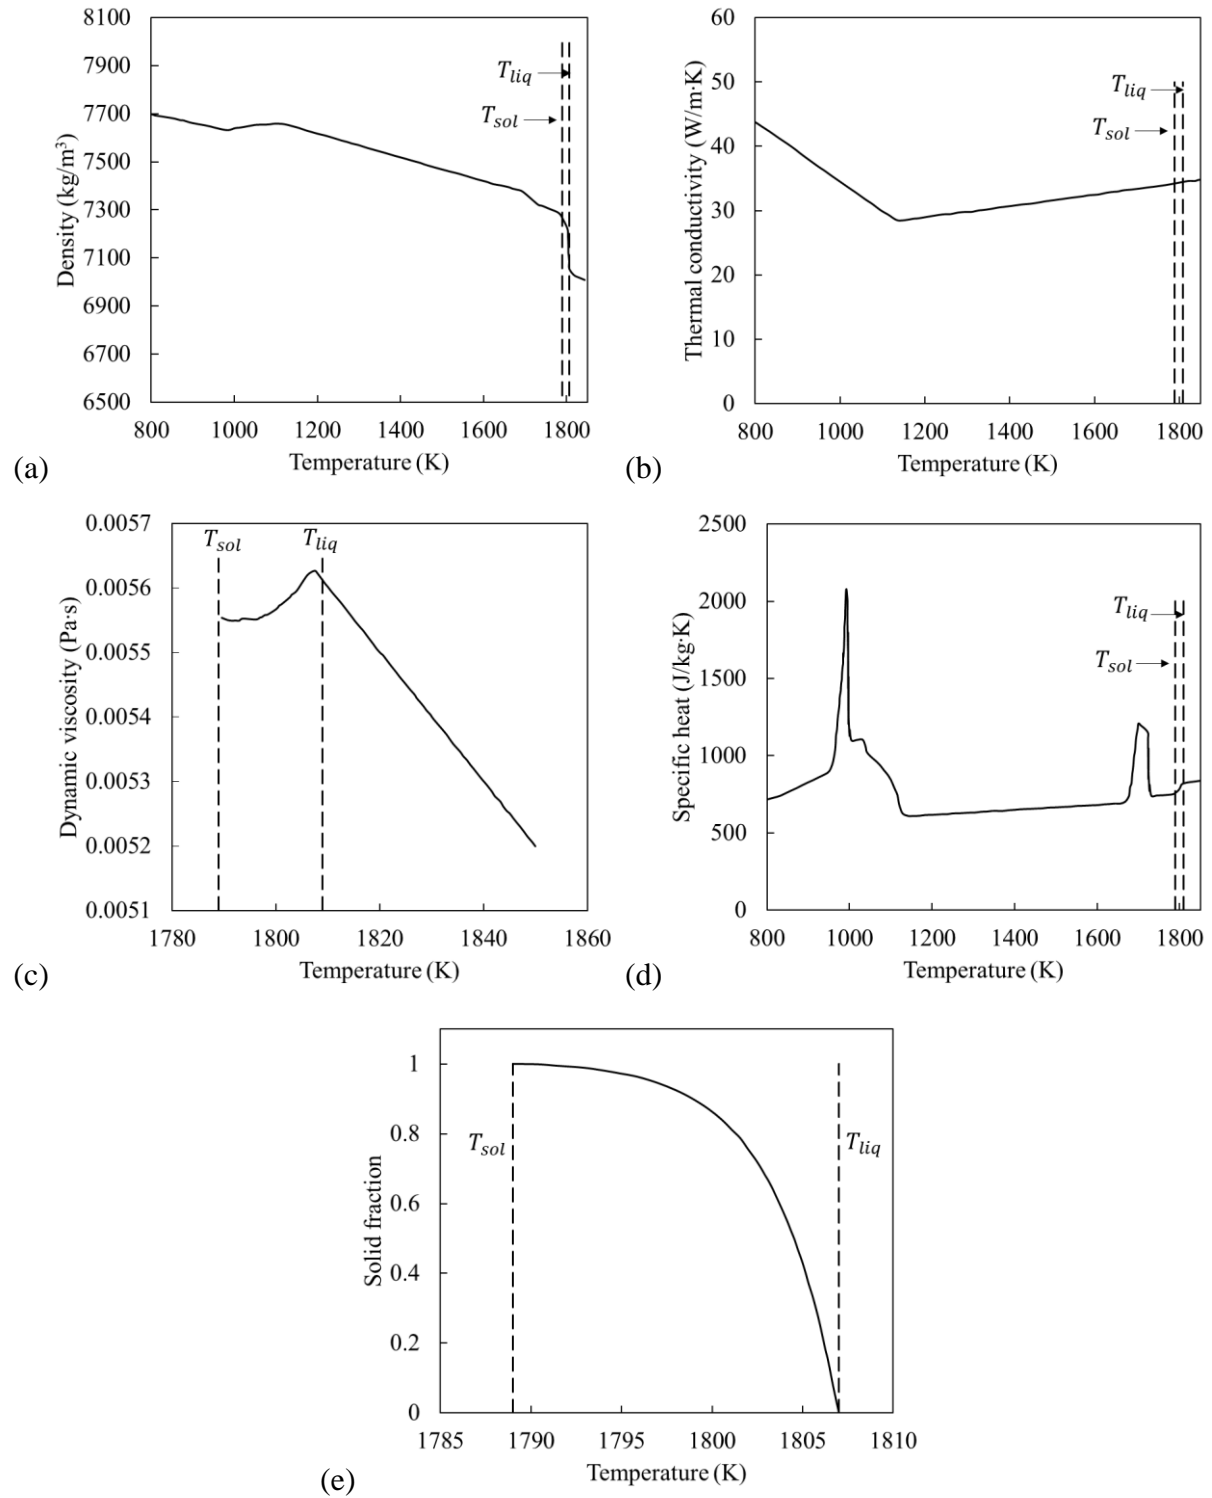 8100
7900
7700
7500
7300
7100
6900
6700
6500
Density (kg/m³)
T_liq
T_sol
800 1000 1200 1400 1600 1800
Temperature (K)
(a)
60
50
40
30
20
10
0
Thermal conductivity (W/m·K)
T_liq
T_sol
800 1000 1200 1400 1600 1800
Temperature (K)
(b)
0.0057
0.0056
0.0055
0.0054
0.0053
0.0052
0.0051
Dynamic viscosity (Pa·s)
T_sol
T_liq
1780 1800 1820 1840 1860
Temperature (K)
(c)
2500
2000
1500
1000
500
0
Specific heat (J/kg·K)
T_liq
T_sol
800 1000 1200 1400 1600 1800
Temperature (K)
(d)
1
0.8
0.6
0.4
0.2
0
Solid fraction
T_sol
T_liq
1785 1790 1795 1800 1805 1810
Temperature (K)
(e)